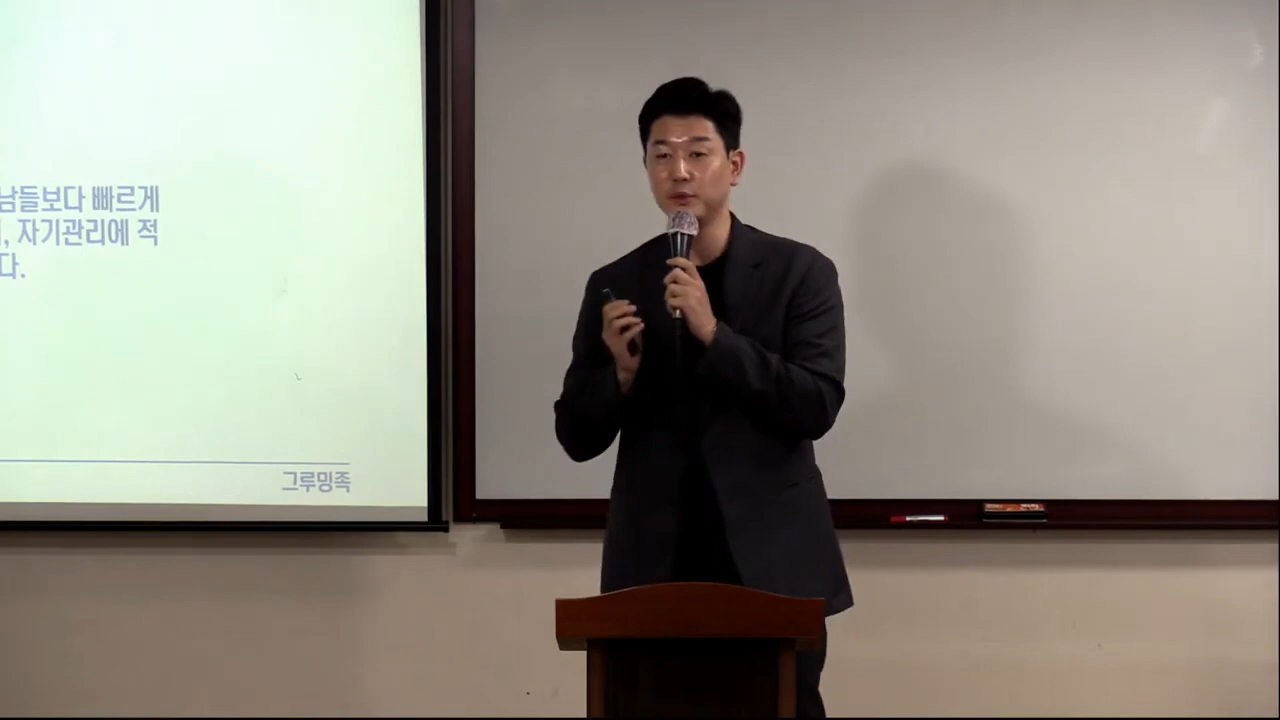 남들보다 빠르게
, 자기관리에 적
다.
그루밍족